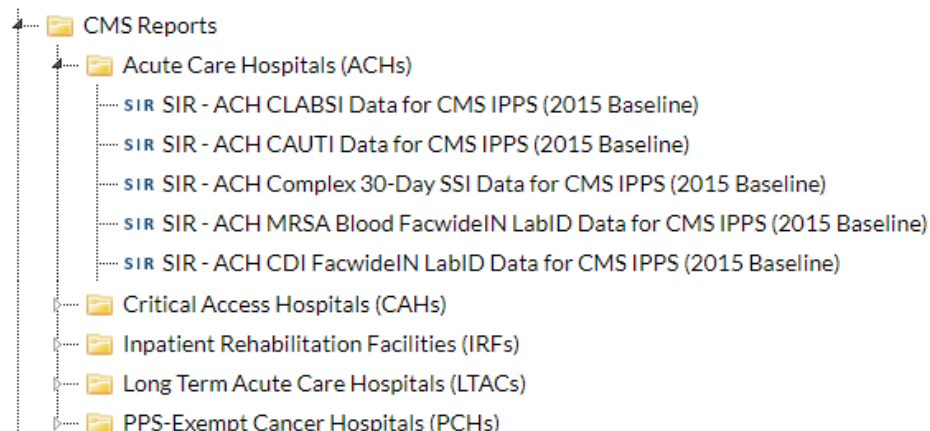 CMS Reports
Acute Care Hospitals (ACHs)
SIR SIR - ACH CLABSI Data for CMS IPPS (2015 Baseline)
SIR SIR - ACH CAUTI Data for CMS IPPS (2015 Baseline)
SIR SIR - ACH Complex 30-Day SSI Data for CMS IPPS (2015 Baseline)
SIR SIR - ACH MRSA Blood FacwideIN LabID Data for CMS IPPS (2015 Baseline)
SIR SIR - ACH CDI FacwideIN LabID Data for CMS IPPS (2015 Baseline)
Critical Access Hospitals (CAHs)
Inpatient Rehabilitation Facilities (IRFs)
Long Term Acute Care Hospitals (LTACs)
PPS-Exempt Cancer Hospitals (PCHs)